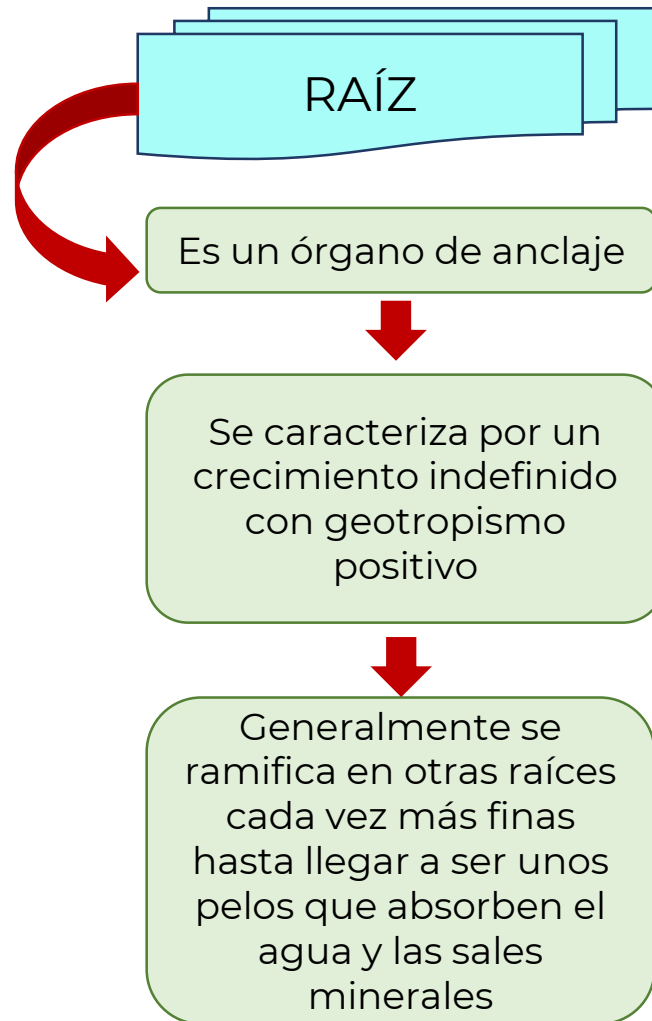 RAÍZ
Es un órgano de anclaje
Se caracteriza por un
crecimiento indefinido
con geotropismo
positivo
Generalmente se
ramifica en otras raíces
cada vez más finas
hasta llegar a ser unos
pelos que absorben el
agua y las sales
minerales